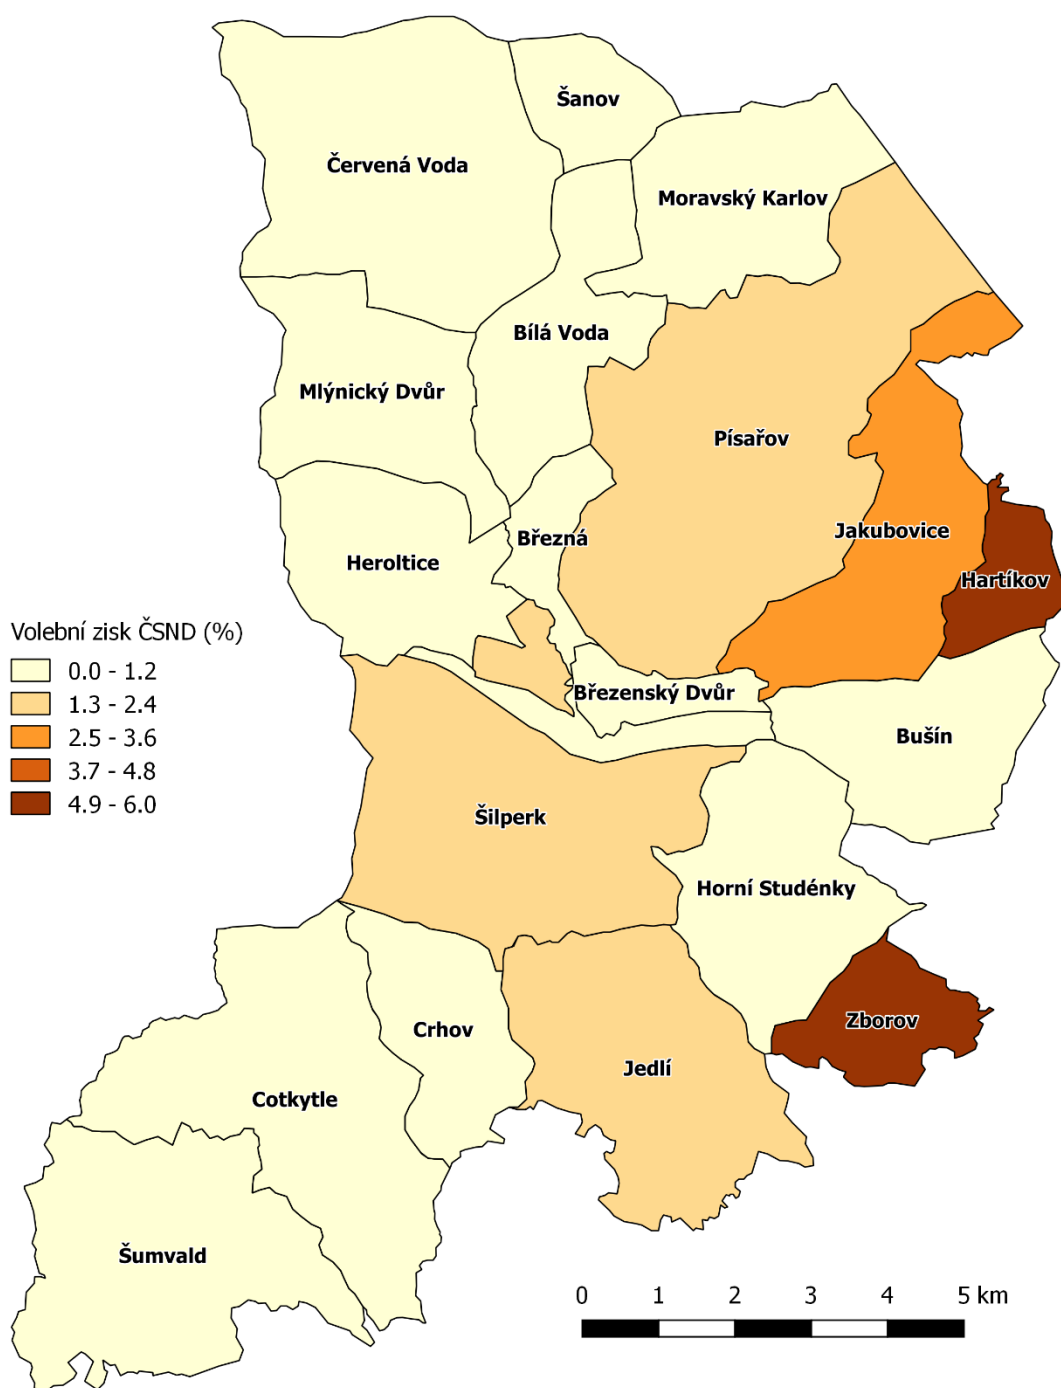 Šanov
Červená Voda
Moravský Karlov
Bílá Voda
Mlýnický Dvůr
Písařov
Jakubovice
Březná
Heroltice
Hartíkov
Volební zisk ČSND (%)
0.0 - 1.2
1.3 - 2.4
2.5 - 3.6
3.7 - 4.8
4.9 - 6.0
Březenský Dvůr
Bušín
Šilperk
Horní Studénky
Zborov
Crhov
Jedlí
Cotkytle
Šumvald
0 1 2 3 4 5 km